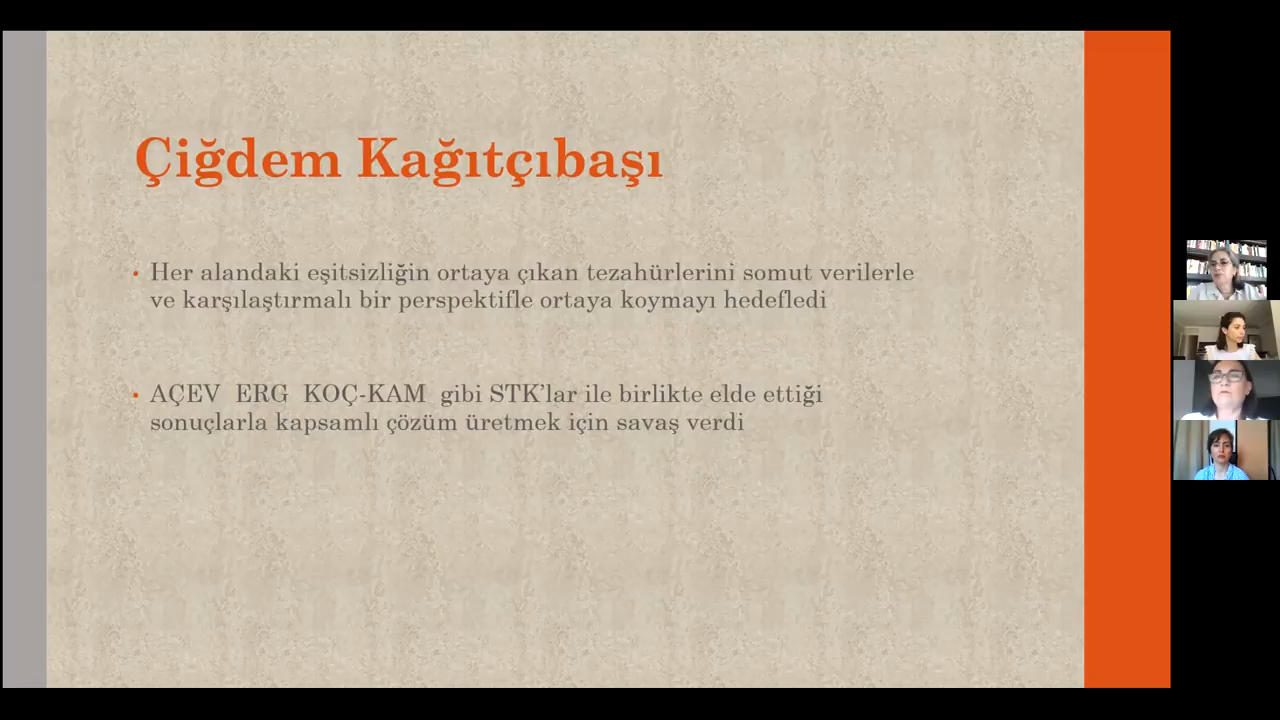 Çiğdem Kağıtçıbaşı
• Her alandaki eşitsizliğin ortaya çıkan tezahürlerini somut verilerle
ve karşılaştırmalı bir perspektifle ortaya koymayı hedefledi
• AÇEV ERG KOÇ-KAM gibi STK’lar ile birlikte elde ettiği
sonuçlarla kapsamlı çözüm üretmek için savaş verdi